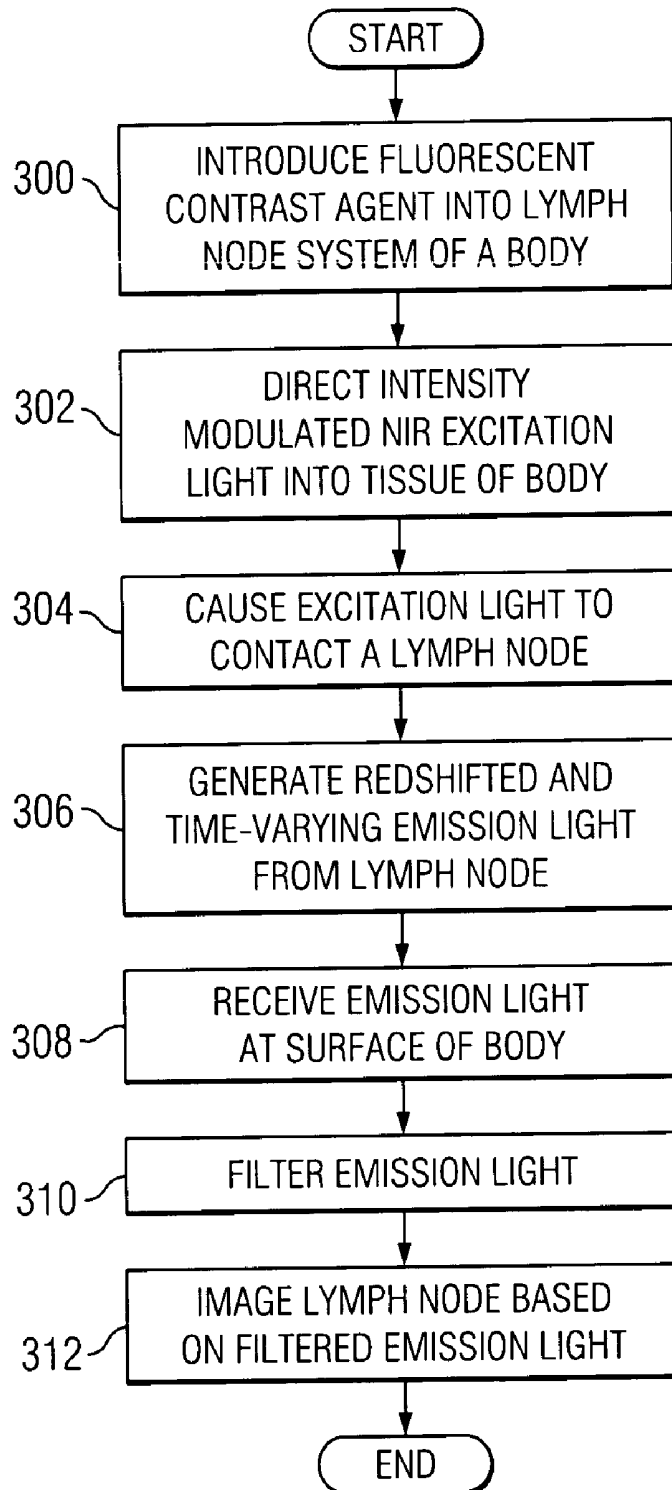 START
300
INTRODUCE FLUORESCENT
CONTRAST AGENT INTO LYMPH
NODE SYSTEM OF A BODY
302
DIRECT INTENSITY
MODULATED NIR EXCITATION
LIGHT INTO TISSUE OF BODY
304
CAUSE EXCITATION LIGHT TO
CONTACT A LYMPH NODE
306
GENERATE REDSHIFTED AND
TIME-VARYING EMISSION LIGHT
FROM LYMPH NODE
308
RECEIVE EMISSION LIGHT
AT SURFACE OF BODY
310
FILTER EMISSION LIGHT
312
IMAGE LYMPH NODE BASED
ON FILTERED EMISSION LIGHT
END